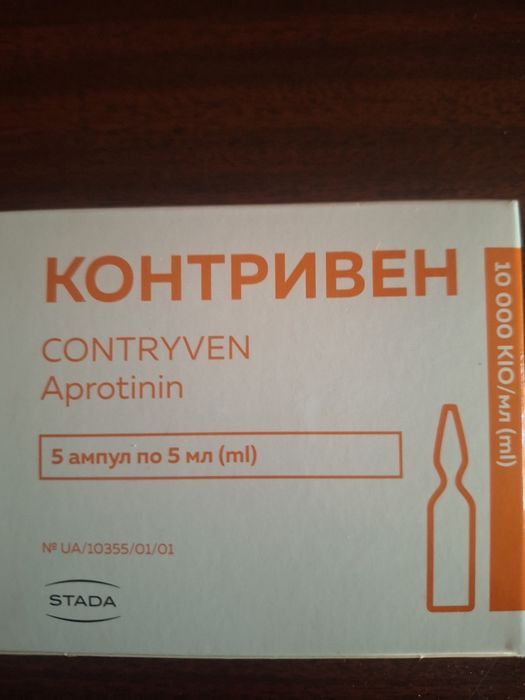 КОНТРИВЕН
CONTRYVEN
Aprotinin
5 ампул по 5 мл (ml)
№ UA/10355/01/01
STADA
10 000 КІО/мл (ml)